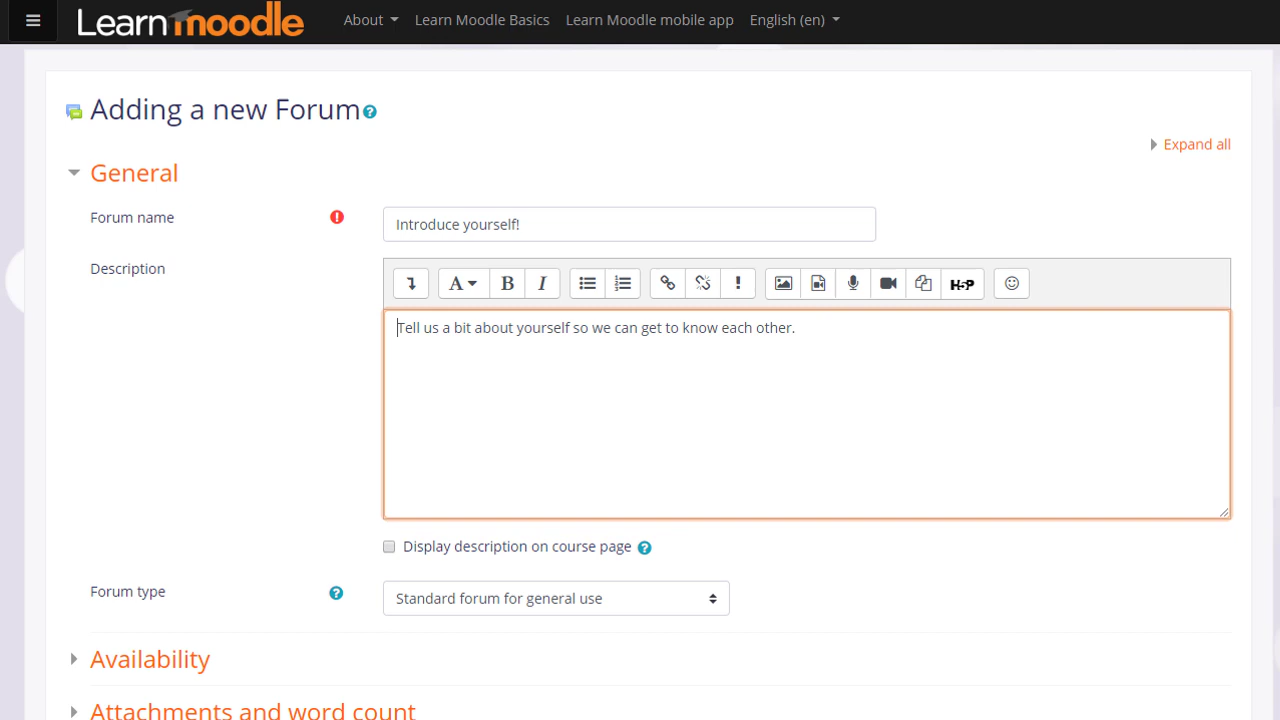 Learn moodle About Learn Moodle Basics Learn Moodle mobile app English (en)
Adding a new Forum
Expand all
General
Forum name
Introduce yourself!
Description
A B I H5P
Tell us a bit about yourself so we can get to know each other.
Display description on course page
Forum type
Standard forum for general use
Availability
Attachments and word count